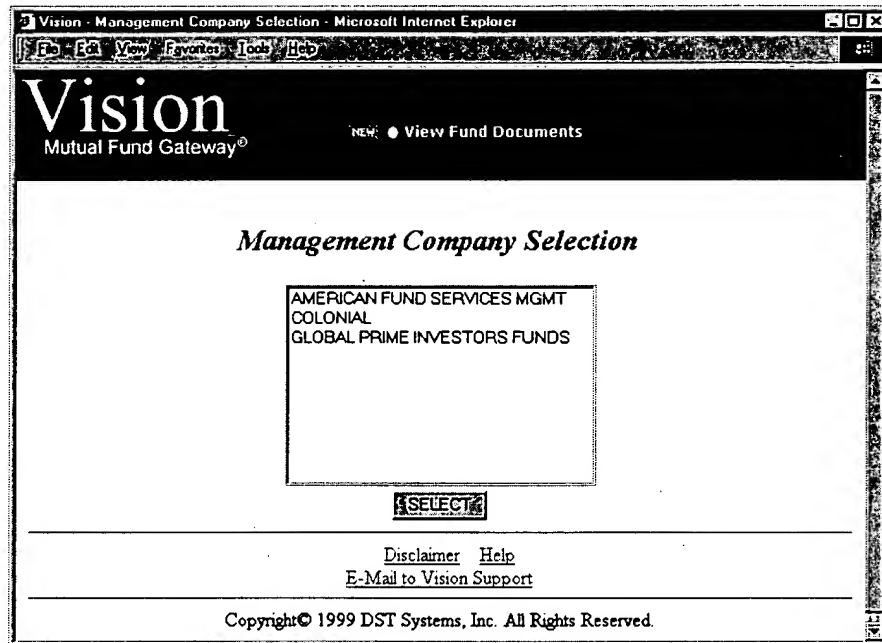 Vision - Management Company Selection - Microsoft Internet Explorer
File Edit View Favorites Tools Help
Vision
Mutual Fund Gateway®
NEW! ● View Fund Documents
Management Company Selection
AMERICAN FUND SERVICES MGMT
COLONIAL
GLOBAL PRIME INVESTORS FUNDS
SELECT
Disclaimer Help
E-Mail to Vision Support
Copyright© 1999 DST Systems, Inc. All Rights Reserved.